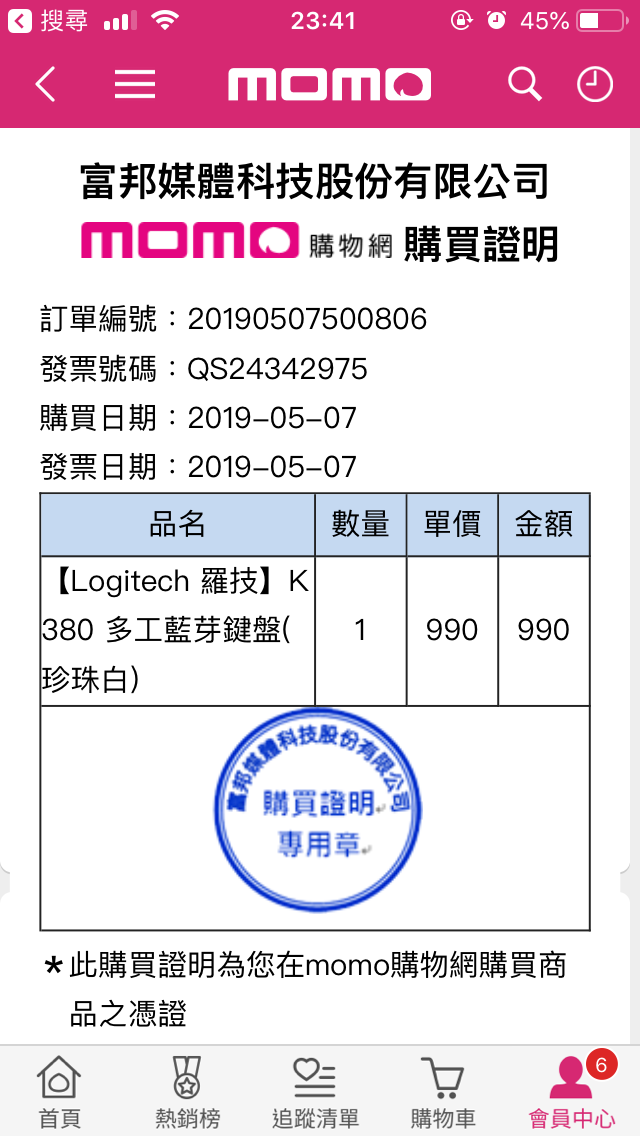 搜尋 23:41 45%
momo
富邦媒體科技股份有限公司
momo購物網 購買證明
訂單編號：20190507500806
發票號碼：QS24342975
購買日期：2019-05-07
發票日期：2019-05-07
品名 數量 單價 金額
【Logitech 羅技】K
380 多工藍芽鍵盤( 1 990 990
珍珠白)
富邦媒體科技股份有限公司
購買證明
專用章
*此購買證明為您在momo購物網購買商
品之憑證
6
首頁 熱銷榜 追蹤清單 購物車 會員中心